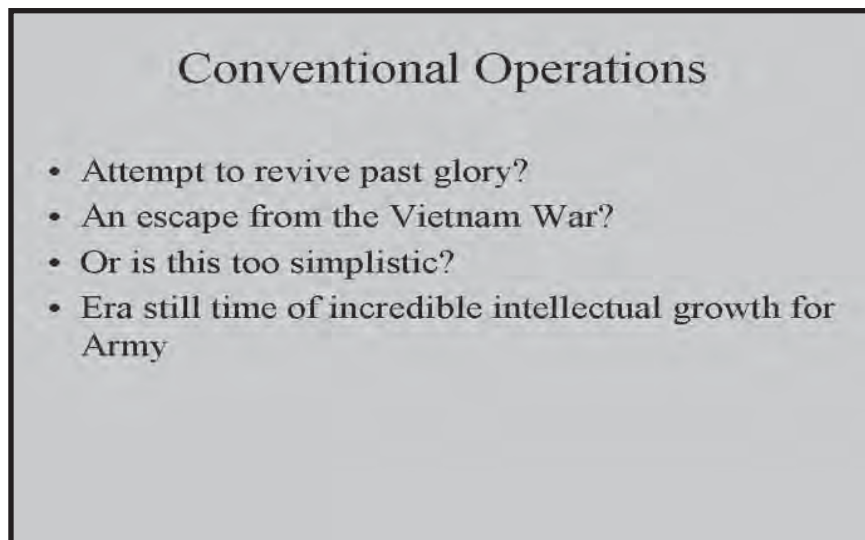 Conventional Operations
• Attempt to revive past glory?
• An escape from the Vietnam War?
• Or is this too simplistic?
• Era still time of incredible intellectual growth for
Army